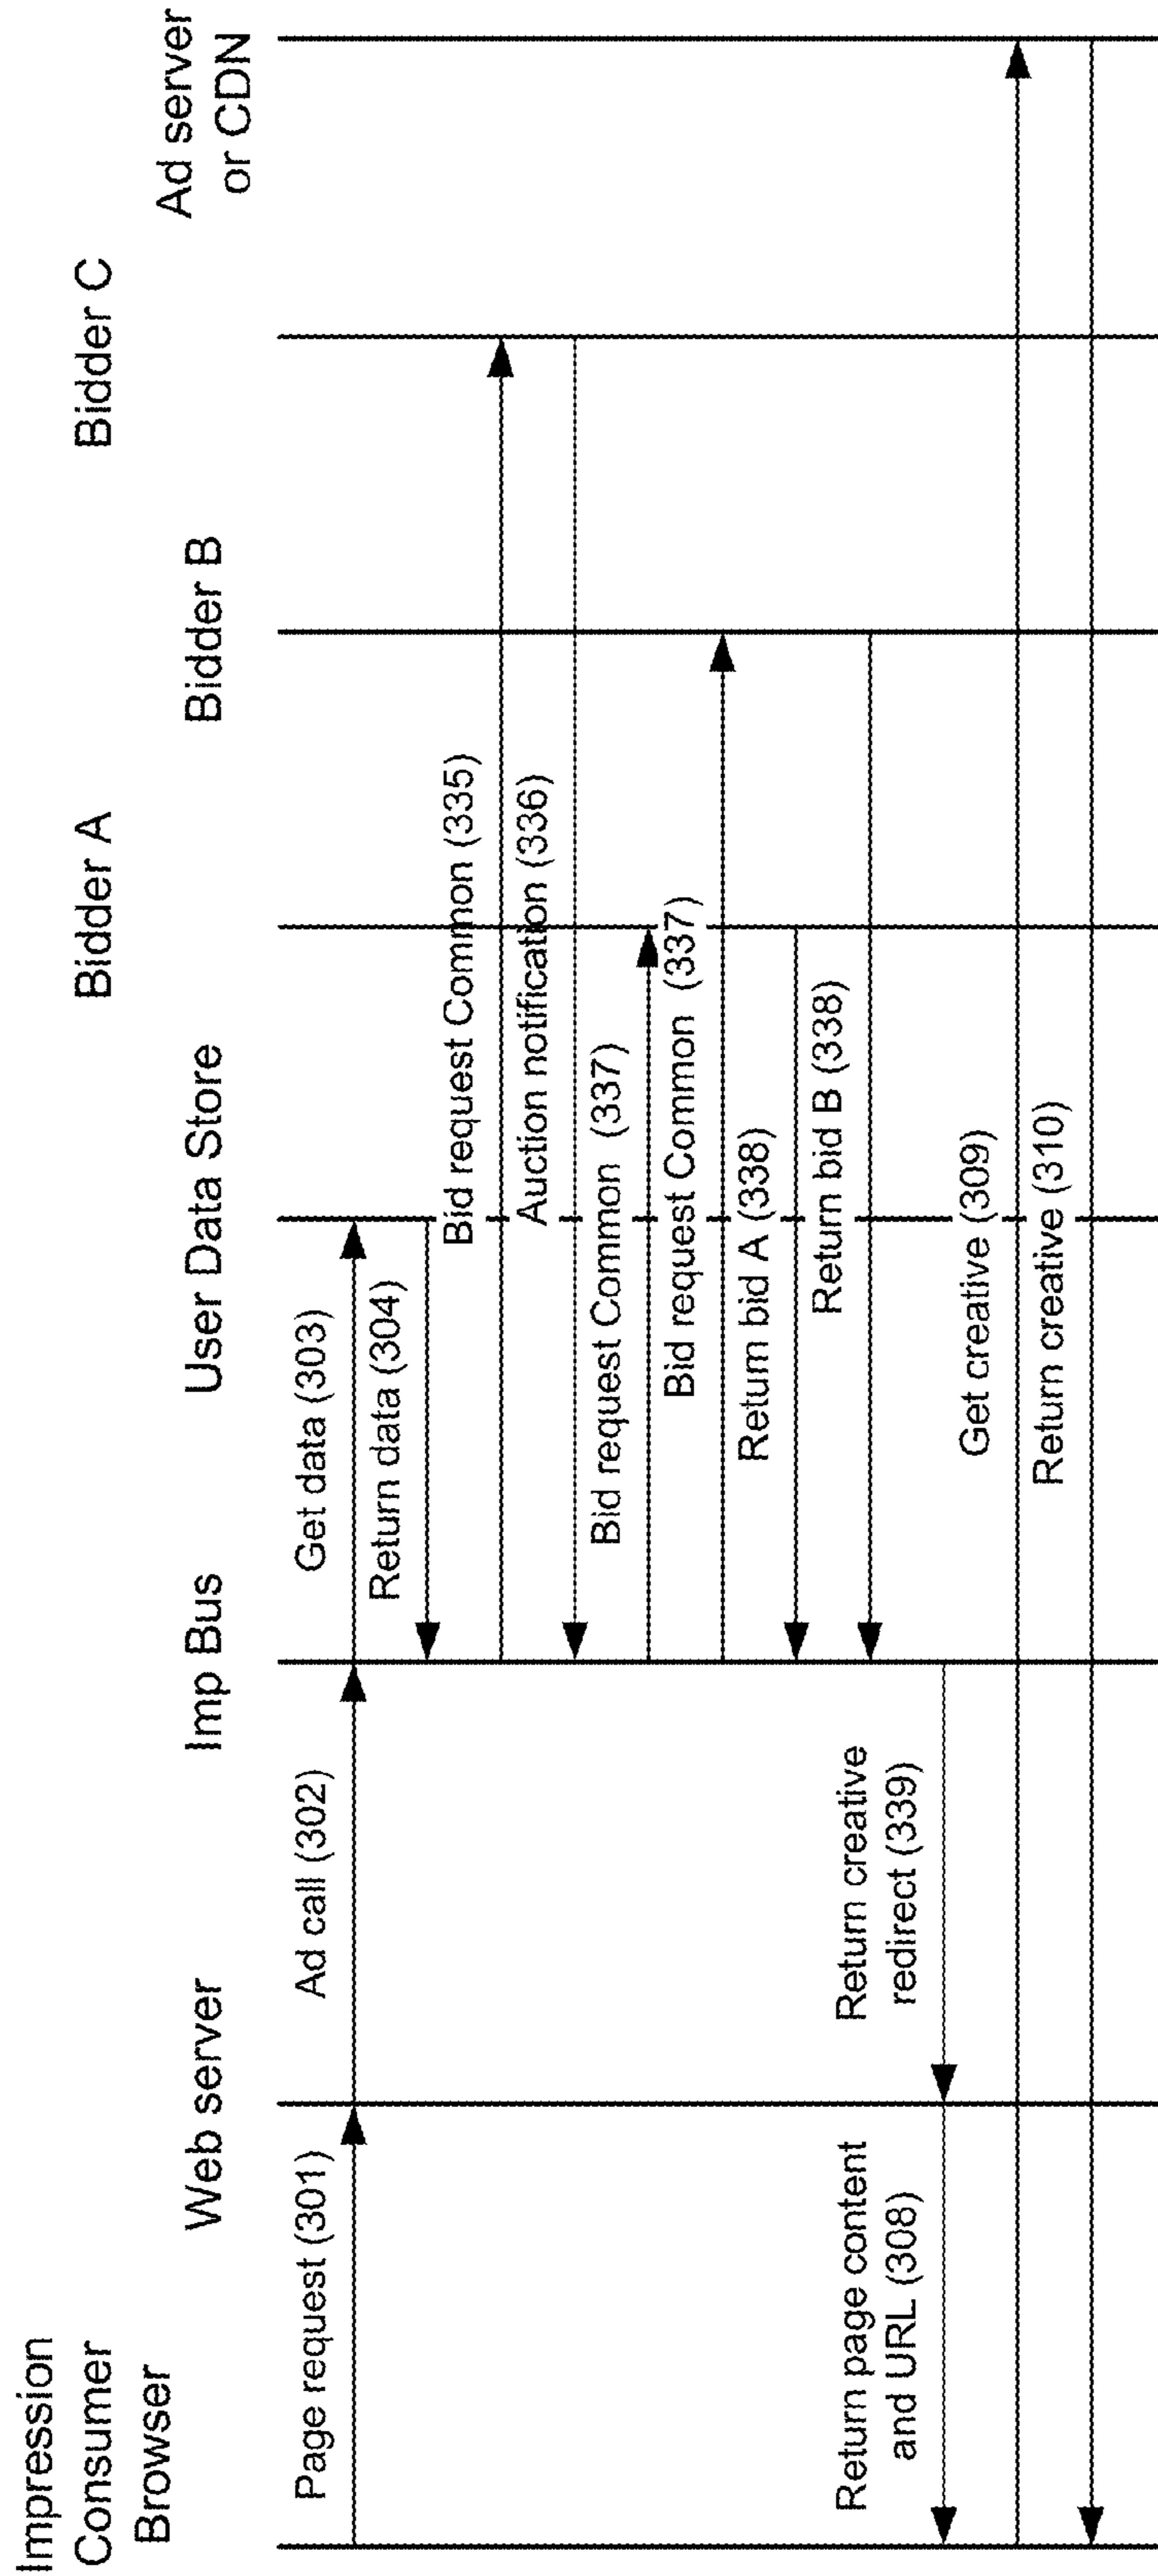 Impression
Consumer
Browser
Web server
Imp Bus
User Data Store
Bidder A
Bidder B
Bidder C
Ad server
or CDN
Page request (301)
Ad call (302)
Get data (303)
Return data (304)
Bid request Common (335)
Auction notification (336)
Bid request Common (337)
Bid request Common (337)
Return bid A (338)
Return bid B (338)
Return creative
redirect (339)
Return page content
and URL (308)
Get creative (309)
Return creative (310)